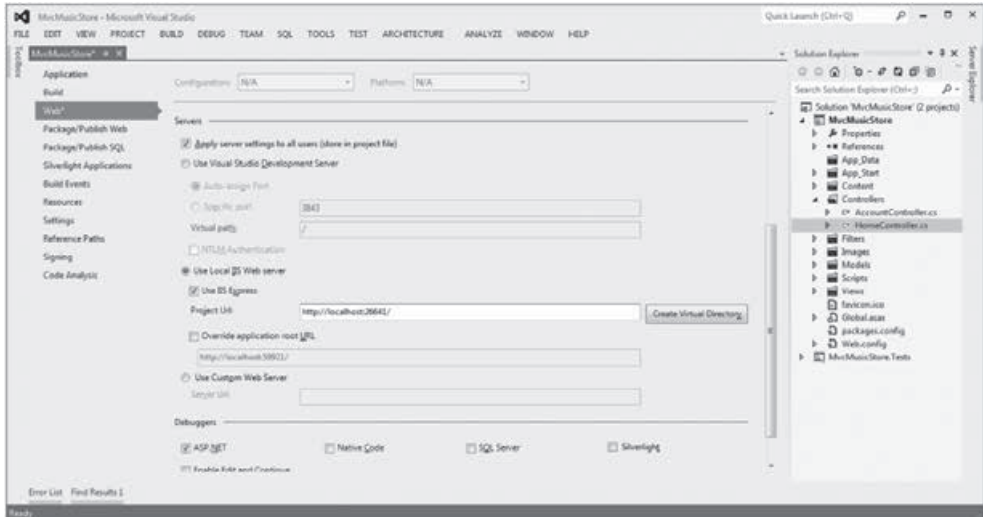 MvcMusicStore - Microsoft Visual Studio
Quick Launch (Ctrl+Q)
FILE EDIT VIEW PROJECT BUILD DEBUG TEAM SQL TOOLS TEST ARCHITECTURE ANALYZE WINDOW HELP
Toolbox
MvcMusicStore*
Application
Build
Web*
Package/Publish Web
Package/Publish SQL
Silverlight Applications
Build Events
Resources
Settings
Reference Paths
Signing
Code Analysis
Configuration: N/A
Platform: N/A
Servers
Apply server settings to all users (store in project file)
Use Visual Studio Development Server
Auto-assign Port
Specific port
Virtual path:
/
NTLM Authentication
Use Local IIS Web server
Use IIS Express
Project Url: http://localhost:26641/
Create Virtual Directory
Override application root URL
Use Custom Web Server
Server Url:
Debuggers
ASP.NET
Native Code
SQL Server
Silverlight
Enable Edit and Continue
Solution Explorer
Search Solution Explorer (Ctrl+;)
Solution 'MvcMusicStore' (2 projects)
MvcMusicStore
Properties
References
App_Data
App_Start
Content
Controllers
AccountController.cs
HomeController.cs
Filters
Images
Models
Scripts
Views
favicon.ico
Global.asax
packages.config
Web.config
MvcMusicStore.Tests
Server Explorer
Error List Find Results 1
Ready